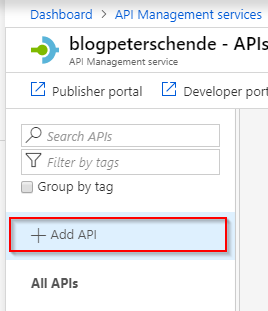 Dashboard > API Management services
blogpeterschende - APIs
API Management service
Publisher portal Developer port
Search APIs
Filter by tags
Group by tag
+ Add API
All APIs